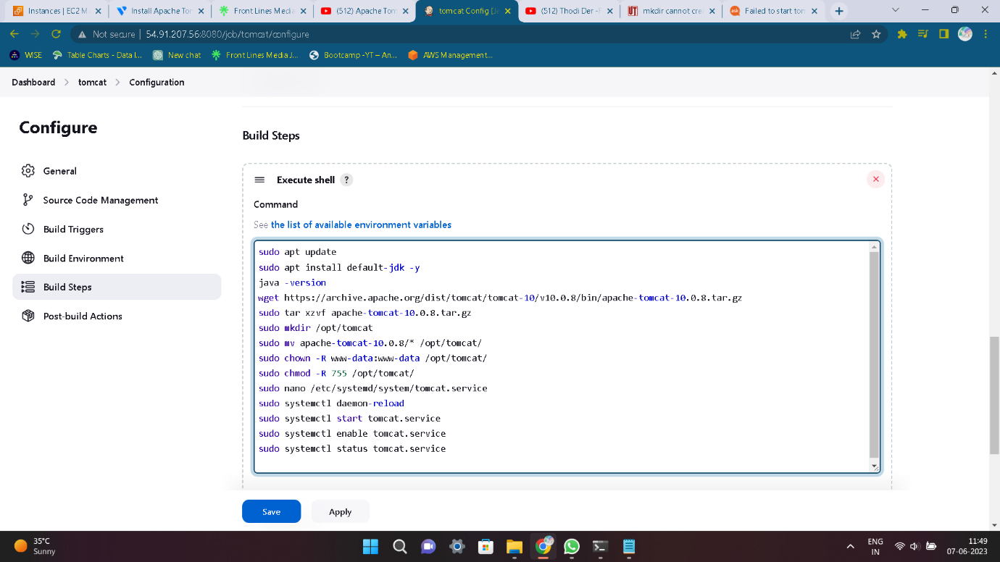 Instances | EC2 M
Install Apache Tor
Front Lines Media
(512) Apache Tom
tomcat Config De
(512) Thodi Der -F
mkdir cannot cre
Failed to start tom
Not secure | 54.91.207.56:8080/job/tomcat/configure
WISE
Table Charts - Data I...
New chat
Front Lines Media J...
Bootcamp -YT – An...
AWS Management...
Dashboard > tomcat > Configuration
Configure
General
Source Code Management
Build Triggers
Build Environment
Build Steps
Post-build Actions
Build Steps
Execute shell ?
Command
See the list of available environment variables
sudo apt update
sudo apt install default-jdk -y
java -version
wget https://archive.apache.org/dist/tomcat/tomcat-10/v10.0.8/bin/apache-tomcat-10.0.8.tar.gz
sudo tar xzvf apache-tomcat-10.0.8.tar.gz
sudo mkdir /opt/tomcat
sudo mv apache-tomcat-10.0.8/* /opt/tomcat/
sudo chown -R www-data:www-data /opt/tomcat/
sudo chmod -R 755 /opt/tomcat/
sudo nano /etc/systemd/system/tomcat.service
sudo systemctl daemon-reload
sudo systemctl start tomcat.service
sudo systemctl enable tomcat.service
sudo systemctl status tomcat.service
Save
Apply
35°C
Sunny
ENG
IN
11:49
07-06-2023